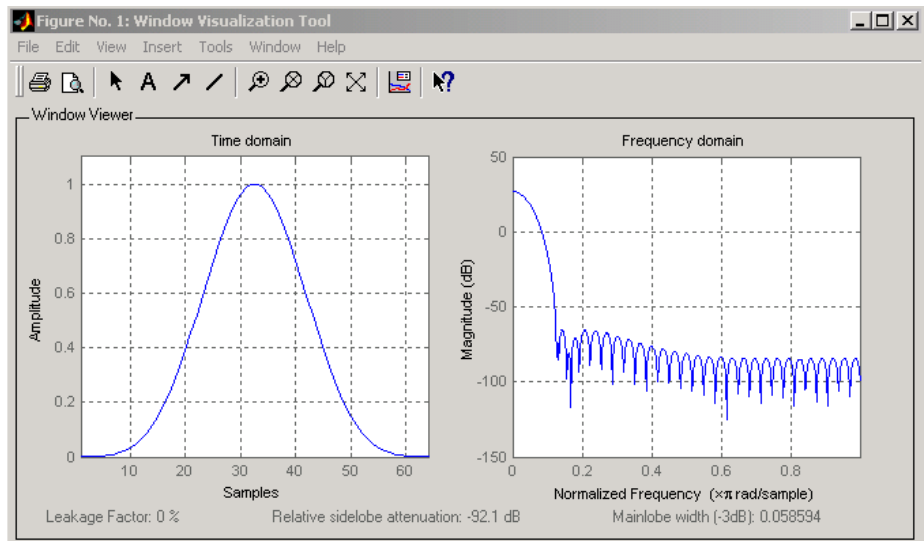 Figure No. 1: Window Visualization Tool
File Edit View Insert Tools Window Help
A
Window Viewer
Time domain
Amplitude
1
0.8
0.6
0.4
0.2
0
10 20 30 40 50 60
Samples
Frequency domain
Magnitude (dB)
50
0
-50
-100
-150
0 0.2 0.4 0.6 0.8
Normalized Frequency (×π rad/sample)
Leakage Factor: 0 % Relative sidelobe attenuation: -92.1 dB Mainlobe width (-3dB): 0.058594